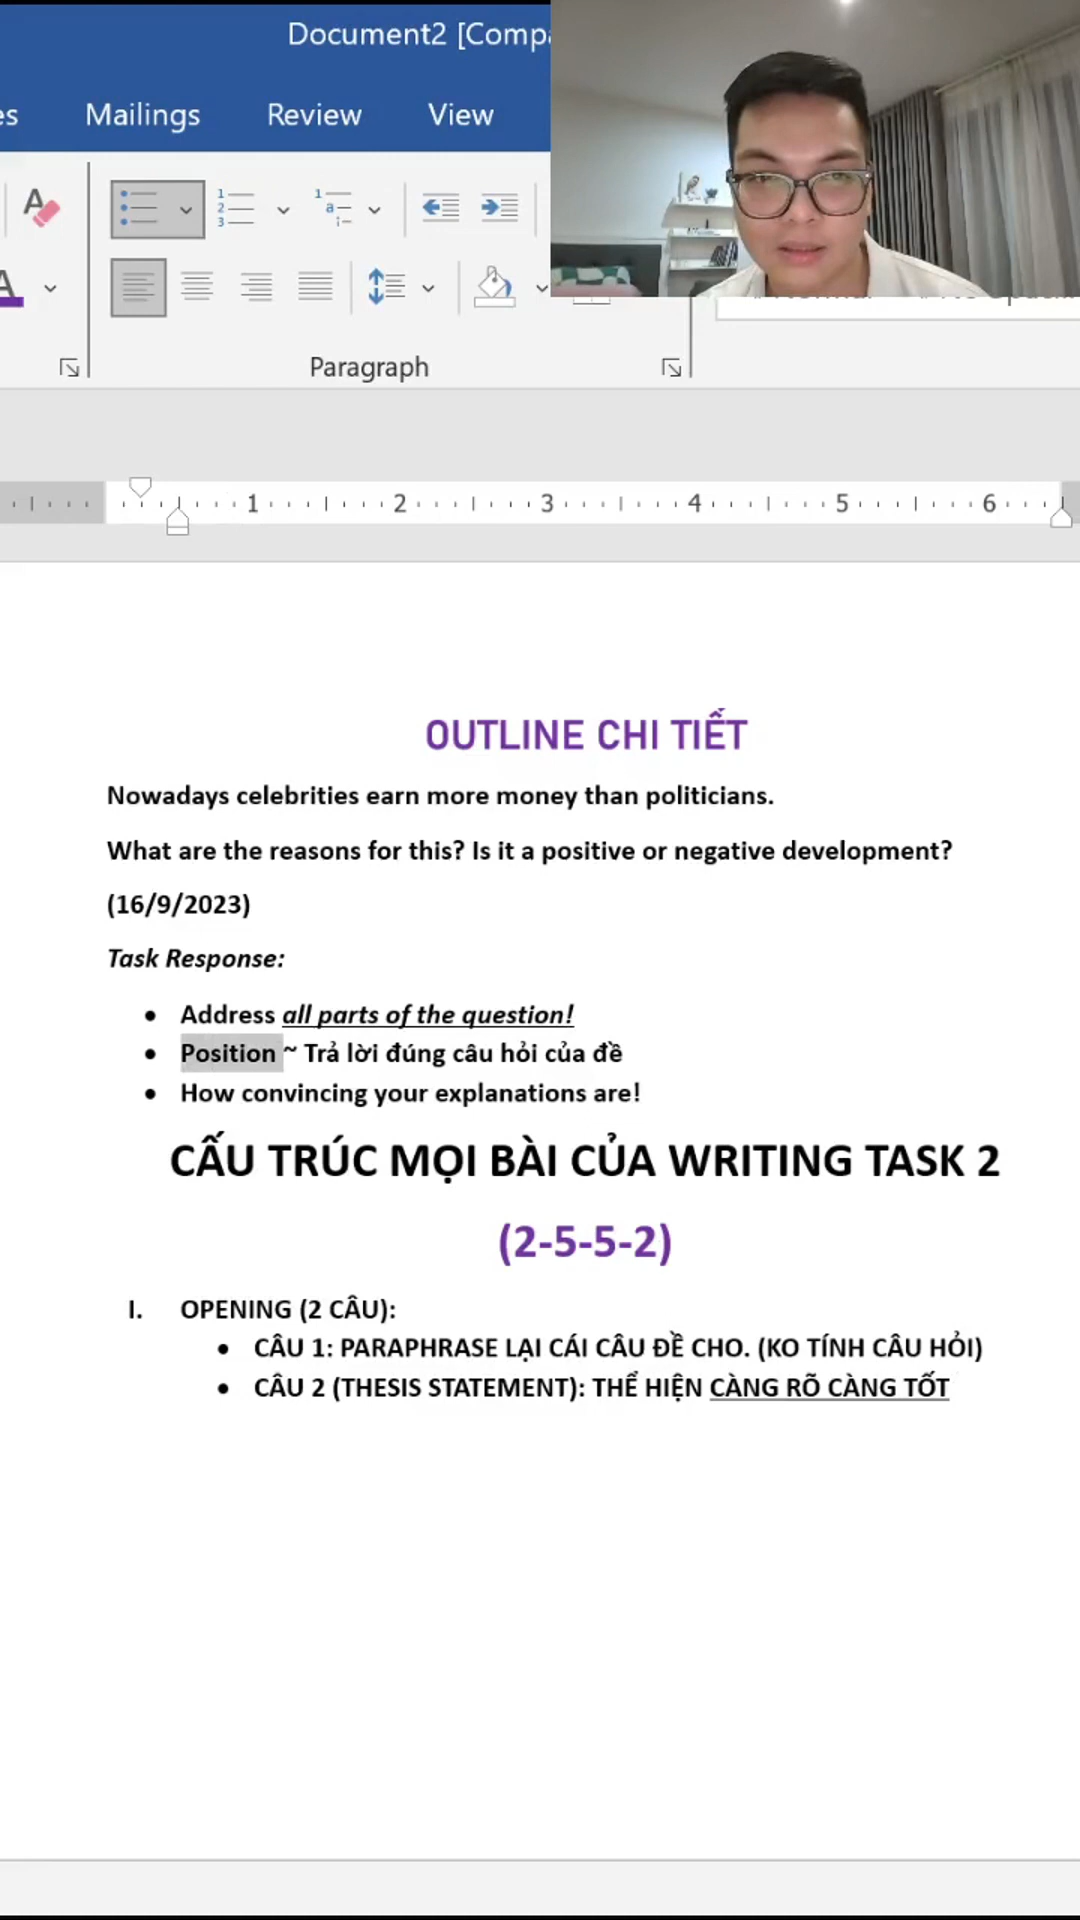 Document2 [Compa
es Mailings Review View
Paragraph
1 2 3 4 5 6
OUTLINE CHI TIẾT
Nowadays celebrities earn more money than politicians.
What are the reasons for this? Is it a positive or negative development?
(16/9/2023)
Task Response:
• Address all parts of the question!
• Position ~ Trả lời đúng câu hỏi của đề
• How convincing your explanations are!
CẤU TRÚC MỌI BÀI CỦA WRITING TASK 2
(2-5-5-2)
I. OPENING (2 CÂU):
• CÂU 1: PARAPHRASE LẠI CÁI CÂU ĐỀ CHO. (KO TÍNH CÂU HỎI)
• CÂU 2 (THESIS STATEMENT): THỂ HIỆN CÀNG RÕ CÀNG TỐT